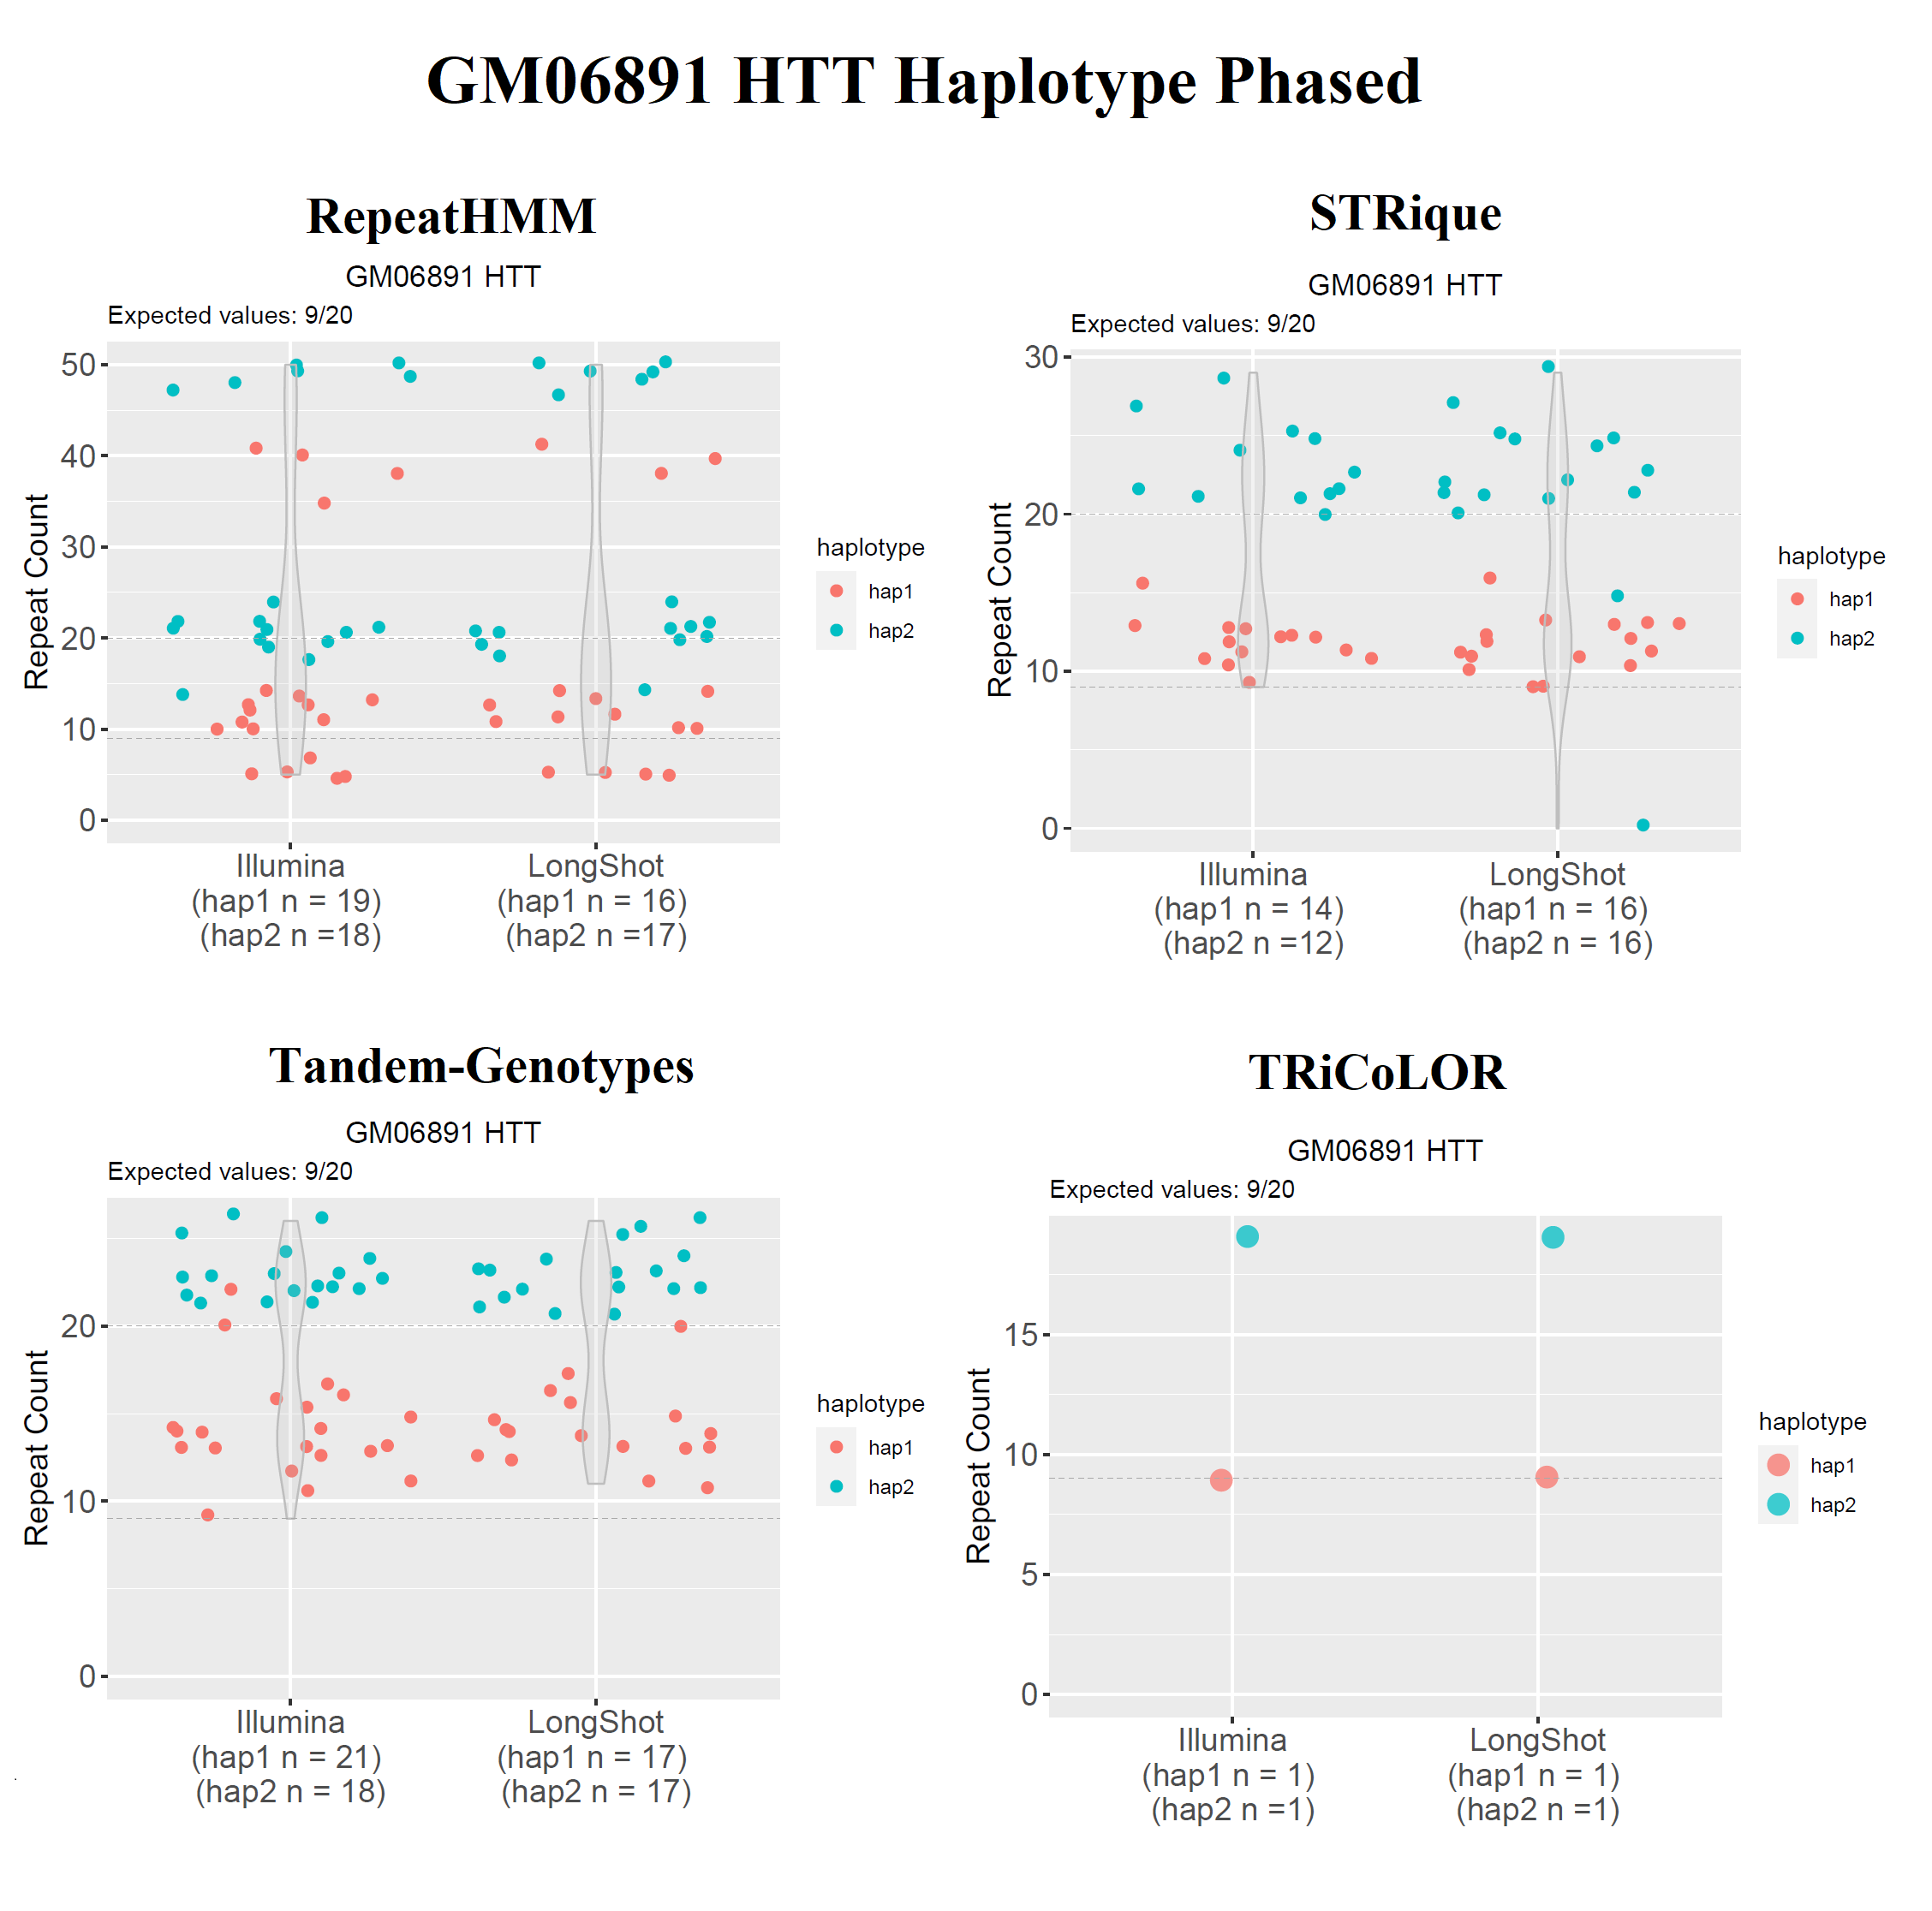 GM06891 HTT Haplotype Phased
RepeatHMM
GM06891 HTT
Expected values: 9/20
50
40
30
20
10
0
Repeat Count
Illumina
(hap1 n = 19)
(hap2 n =18)
LongShot
(hap1 n = 16)
(hap2 n =17)
haplotype
hap1
hap2
STRique
GM06891 HTT
Expected values: 9/20
30
20
10
0
Repeat Count
Illumina
(hap1 n = 14)
(hap2 n =12)
LongShot
(hap1 n = 16)
(hap2 n = 16)
haplotype
hap1
hap2
Tandem-Genotypes
GM06891 HTT
Expected values: 9/20
20
10
0
Repeat Count
Illumina
(hap1 n = 21)
(hap2 n = 18)
LongShot
(hap1 n = 17)
(hap2 n = 17)
haplotype
hap1
hap2
TRiCoLOR
GM06891 HTT
Expected values: 9/20
15
10
5
0
Repeat Count
Illumina
(hap1 n = 1)
(hap2 n =1)
LongShot
(hap1 n = 1)
(hap2 n =1)
haplotype
hap1
hap2